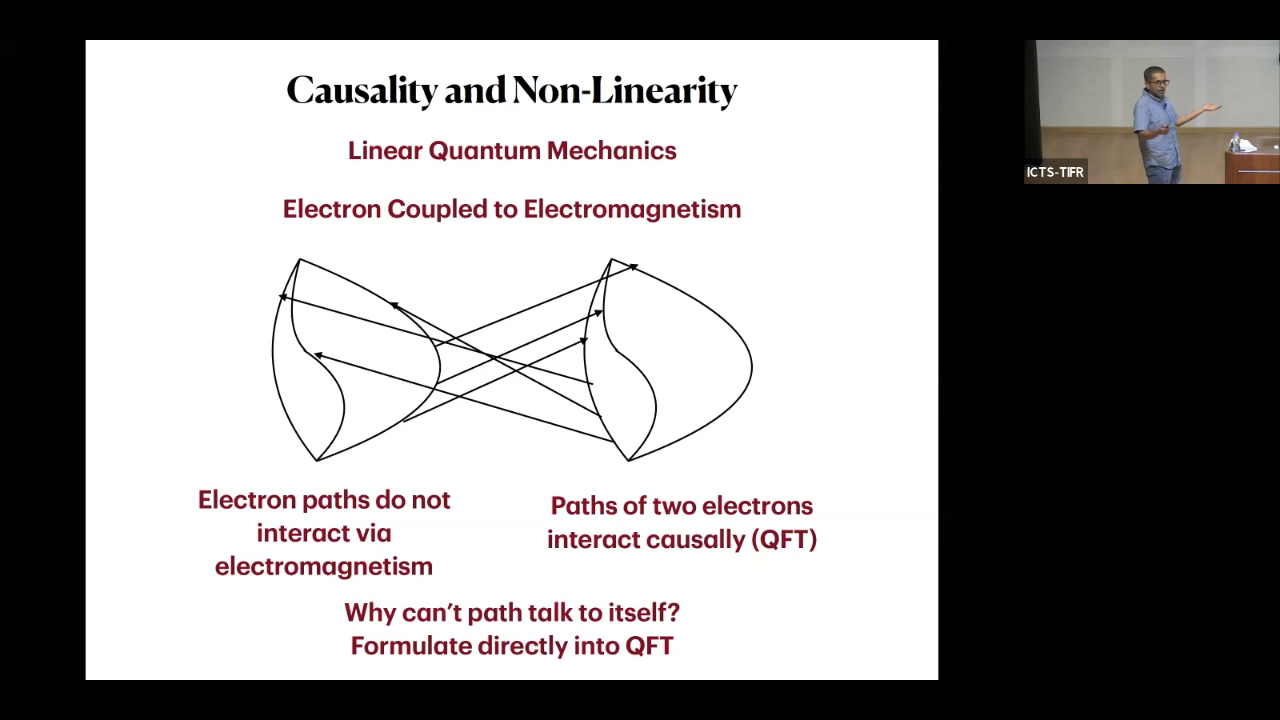 Causality and Non-Linearity
Linear Quantum Mechanics
Electron Coupled to Electromagnetism
Electron paths do not
interact via
electromagnetism
Paths of two electrons
interact causally (QFT)
Why can't path talk to itself?
Formulate directly into QFT
ICTS-TIFR